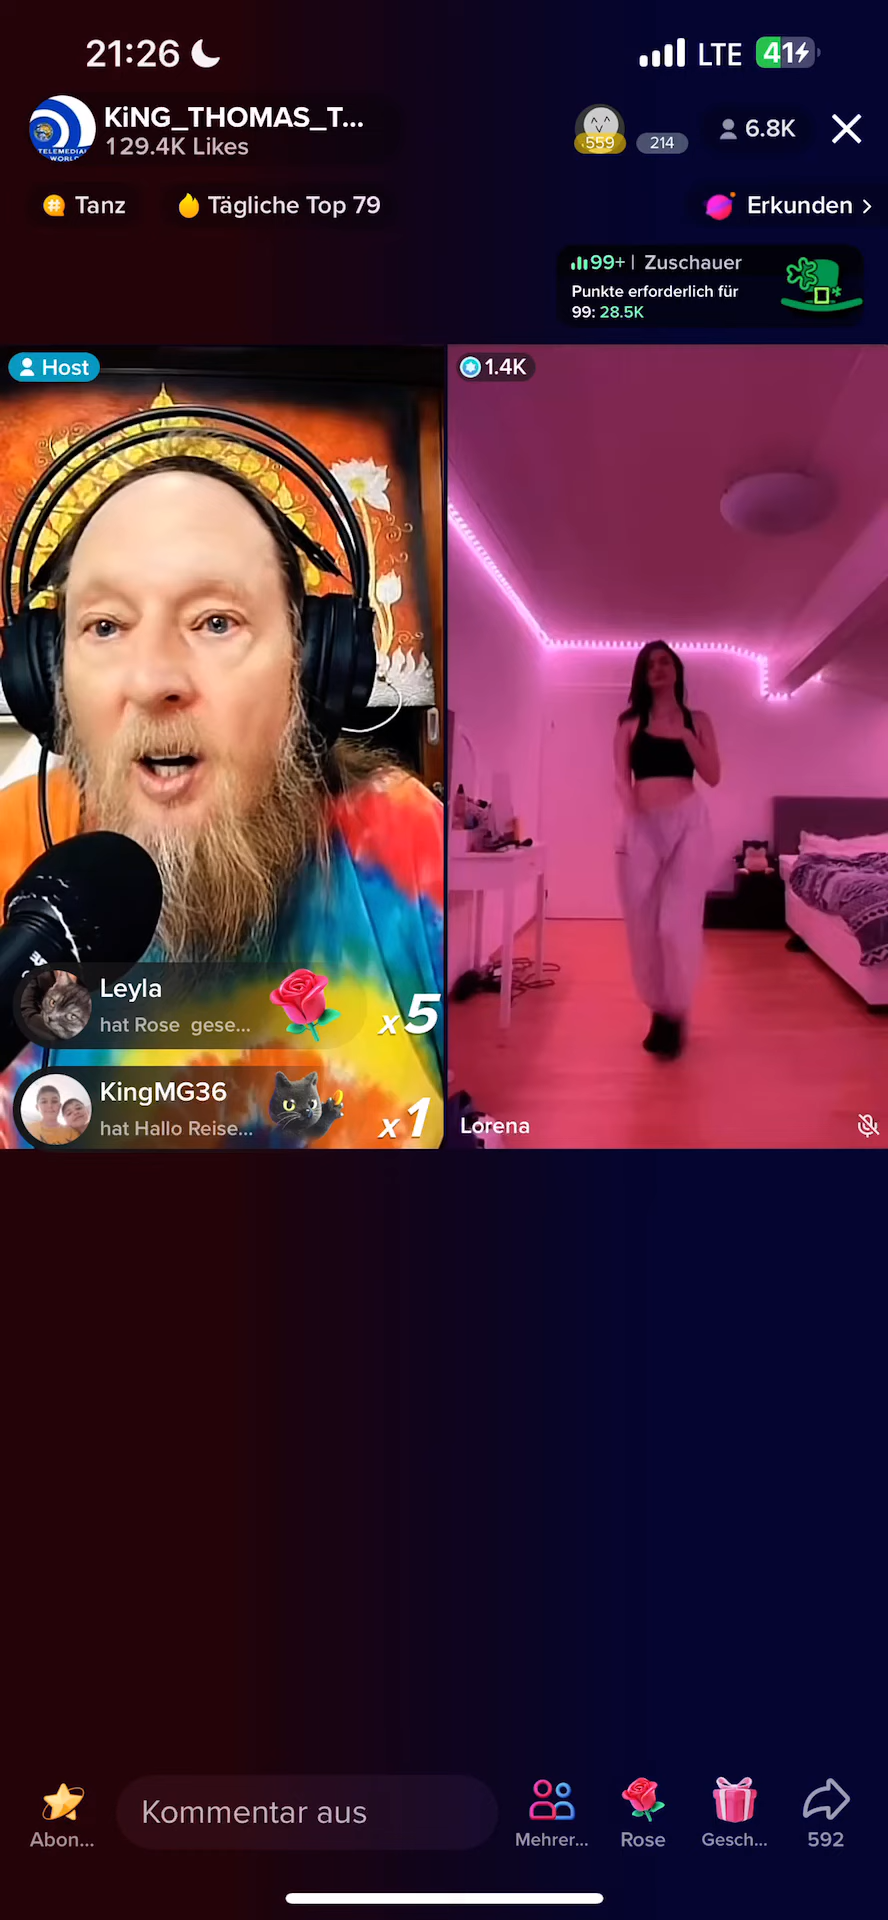 21:26
LTE
41
KiNG_THOMAS_T...
129.4K Likes
559
214
6.8K
TELEMEDIA
WORLD
Tanz
Tägliche Top 79
Erkunden >
99+ | Zuschauer
Punkte erforderlich für
99: 28.5K
Host
1.4K
Leyla
hat Rose gese...
x5
KingMG36
hat Hallo Reise...
x1
Lorena
Kommentar aus
Abon...
Mehrer...
Rose
Gesch...
592